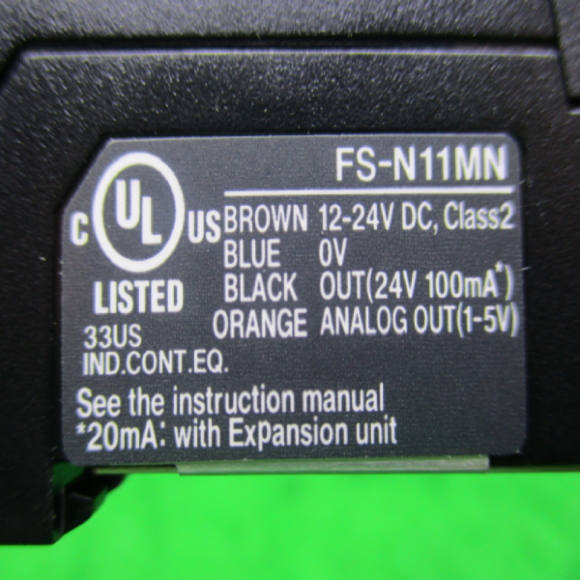 FS-N11MN
C UL US
LISTED
33US
IND.CONT.EQ.
BROWN 12-24V DC, Class2
BLUE 0V
BLACK OUT(24V 100mA*)
ORANGE ANALOG OUT(1-5V)
See the instruction manual
*20mA: with Expansion unit